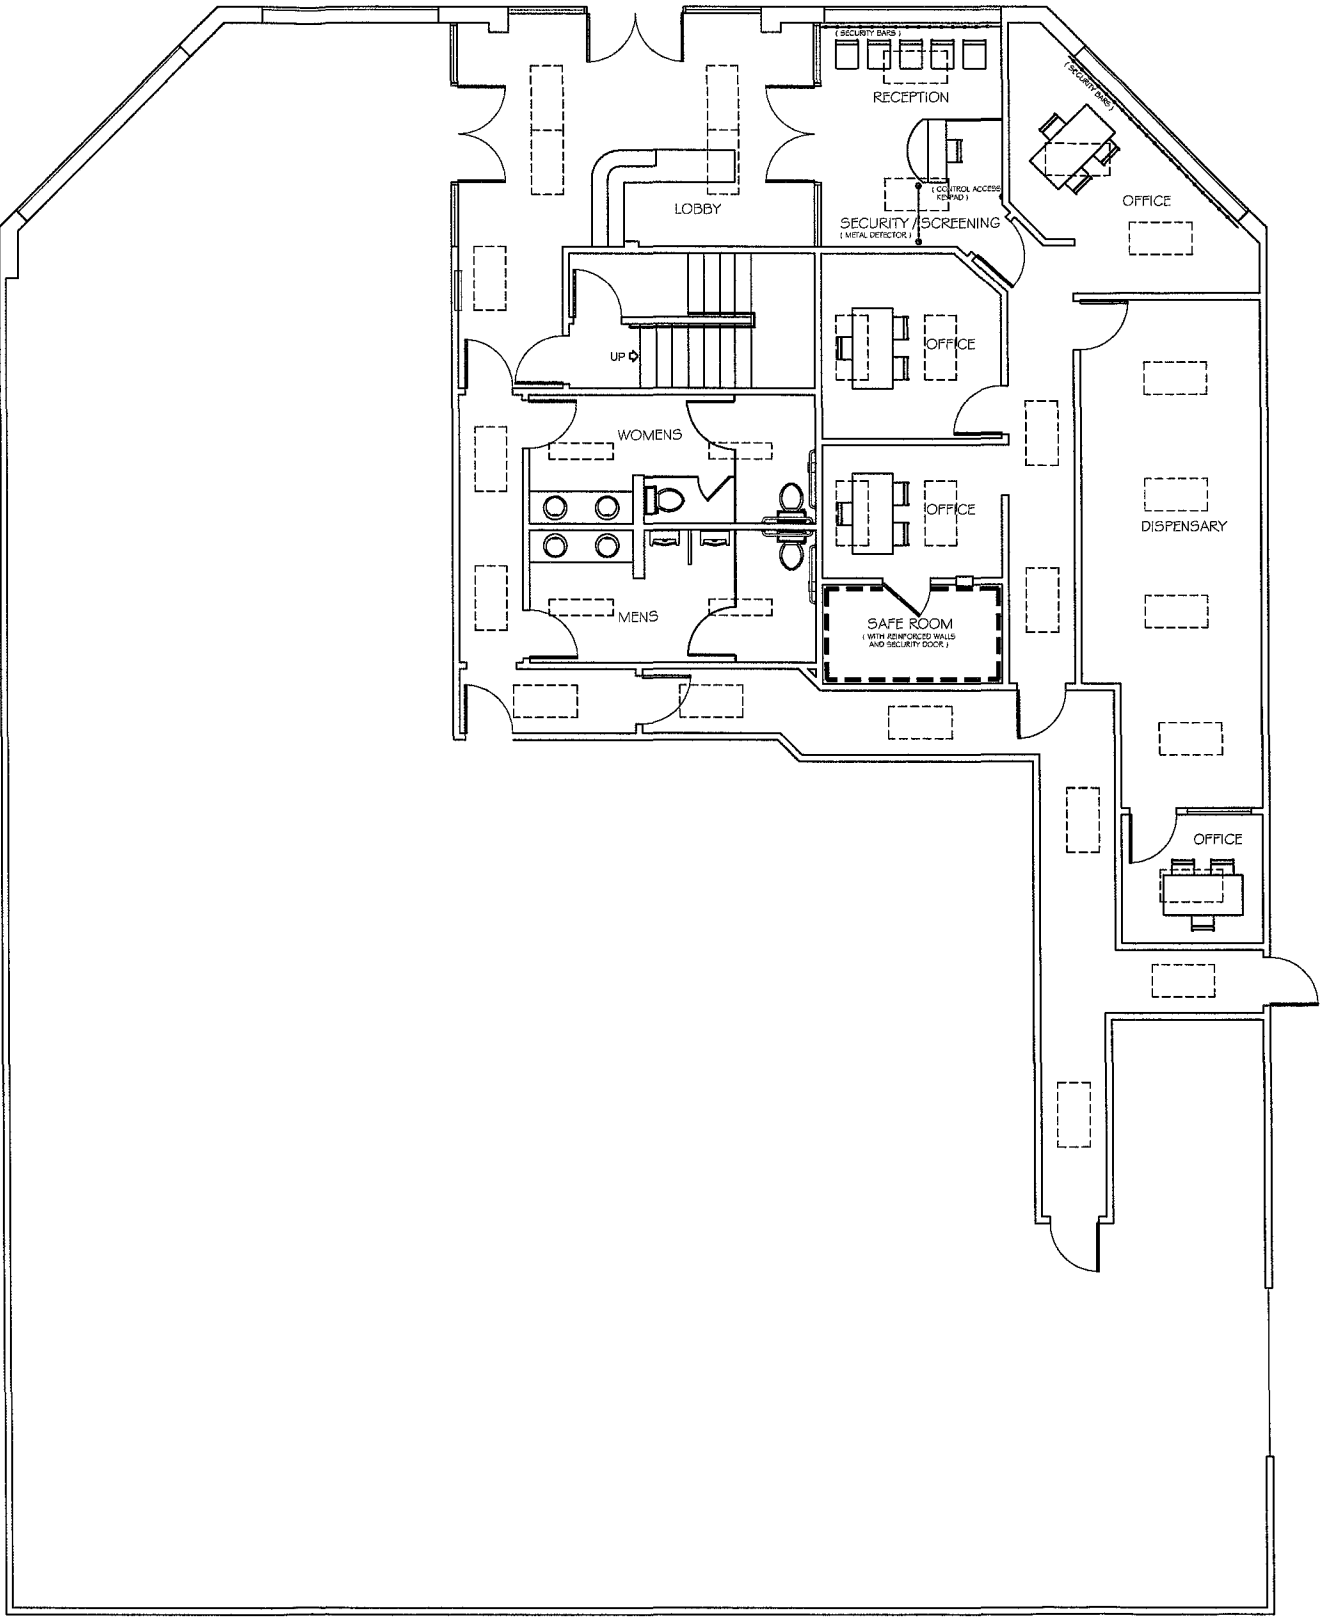 ( SECURITY BARS )
RECEPTION
( SECURITY BARS )
( CONTROL ACCESS
KEYPAD )
LOBBY
OFFICE
SECURITY / SCREENING
( METAL DETECTOR )
OFFICE
UP
WOMENS
OFFICE
DISPENSARY
MENS
SAFE ROOM
( WITH REINFORCED WALLS
AND SECURITY DOOR )
OFFICE